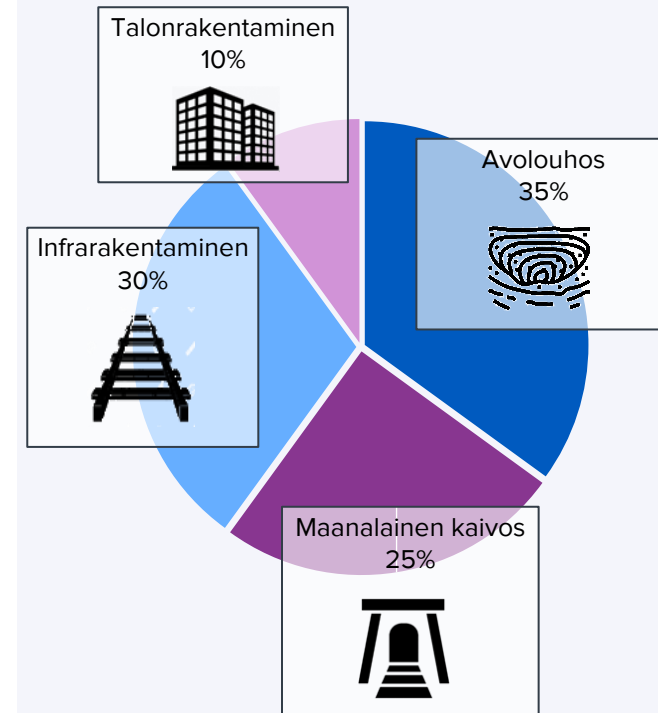 Talonrakentaminen
10%
Avolouhos
35%
Infrarakentaminen
30%
Maanalainen kaivos
25%